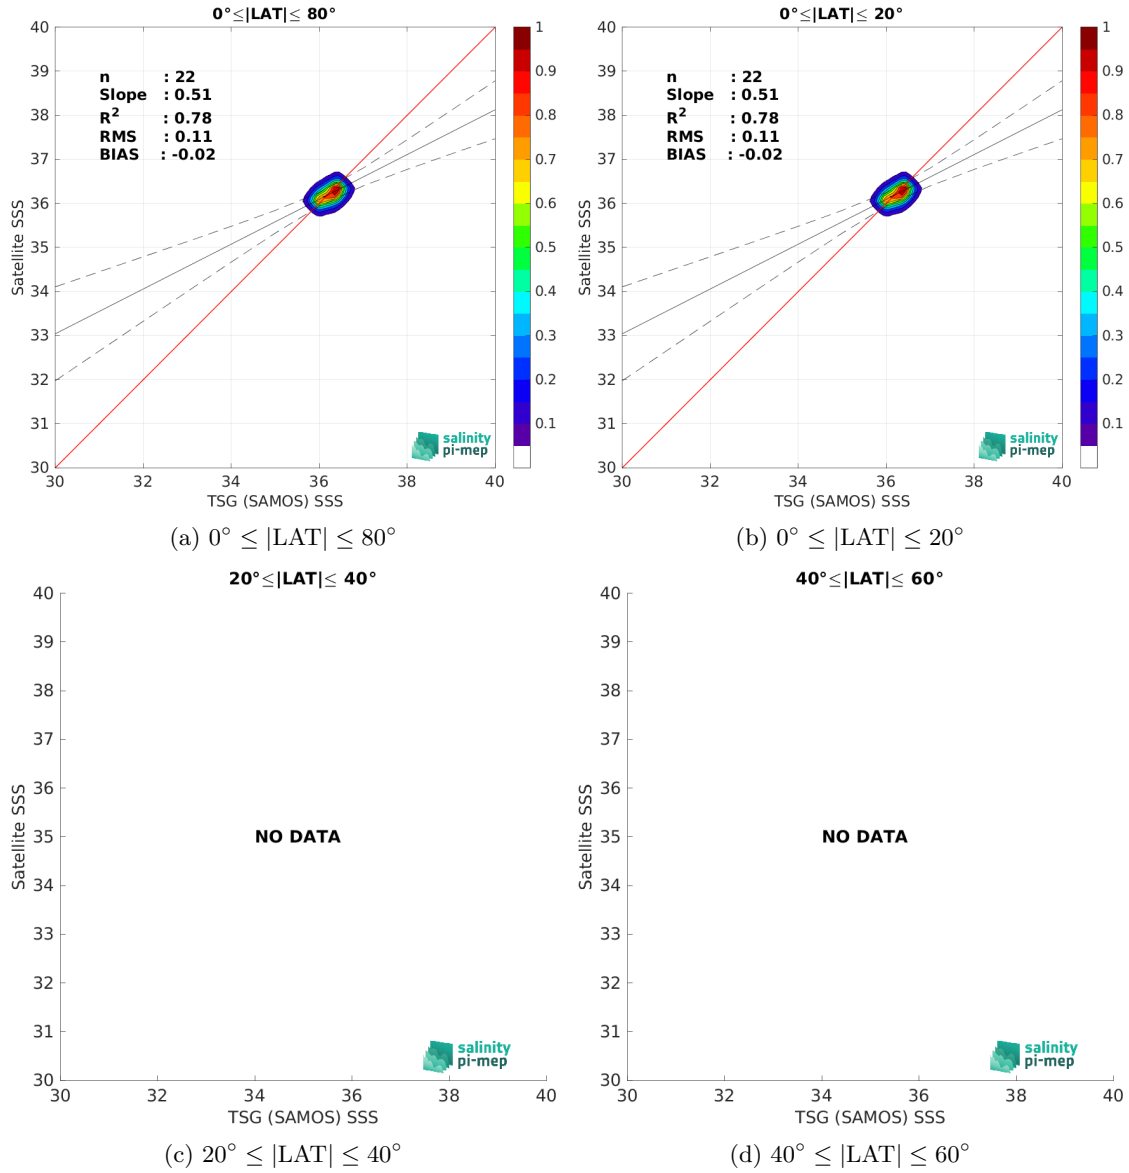 0°≤|LAT|≤ 80°
0°≤|LAT|≤ 20°
40
39
38
37
36
35
34
33
32
31
30
Satellite SSS
n : 22
Slope : 0.51
R² : 0.78
RMS : 0.11
BIAS : -0.02
salinity
pi-mep
30 32 34 36 38 40
TSG (SAMOS) SSS
1
0.9
0.8
0.7
0.6
0.5
0.4
0.3
0.2
0.1
(a) 0° ≤ |LAT| ≤ 80°
40
39
38
37
36
35
34
33
32
31
30
Satellite SSS
n : 22
Slope : 0.51
R² : 0.78
RMS : 0.11
BIAS : -0.02
salinity
pi-mep
30 32 34 36 38 40
TSG (SAMOS) SSS
1
0.9
0.8
0.7
0.6
0.5
0.4
0.3
0.2
0.1
(b) 0° ≤ |LAT| ≤ 20°
20°≤|LAT|≤ 40°
40
39
38
37
36
35
34
33
32
31
30
Satellite SSS
NO DATA
salinity
pi-mep
30 32 34 36 38 40
TSG (SAMOS) SSS
(c) 20° ≤ |LAT| ≤ 40°
40°≤|LAT|≤ 60°
40
39
38
37
36
35
34
33
32
31
30
Satellite SSS
NO DATA
salinity
pi-mep
30 32 34 36 38 40
TSG (SAMOS) SSS
(d) 40° ≤ |LAT| ≤ 60°